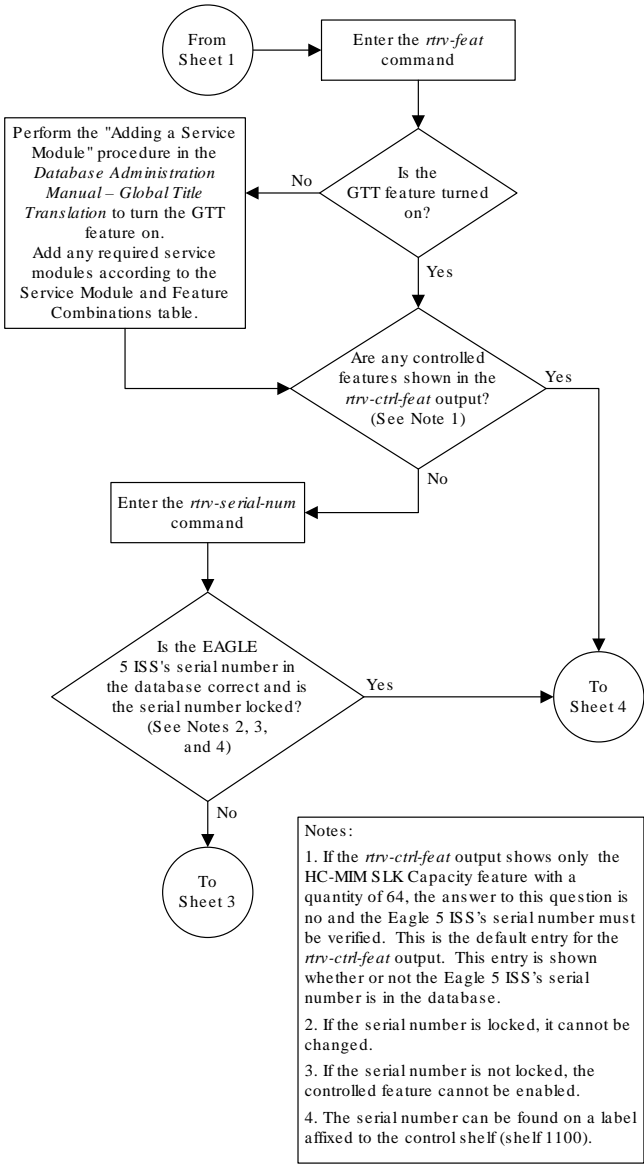 From
Sheet 1
Enter the rtrv-feat
command
Perform the "Adding a Service
Module" procedure in the
Database Administration
Manual – Global Title
Translation to turn the GTT
feature on.
Add any required service
modules according to the
Service Module and Feature
Combinations table.
No
Is the
GTT feature turned
on?
Yes
Are any controlled
features shown in the
rtrv-ctrl-feat output?
(See Note 1)
Yes
No
Enter the rtrv-serial-num
command
Is the EAGLE
5 ISS's serial number in
the database correct and is
the serial number locked?
(See Notes 2, 3,
and 4)
Yes
To
Sheet 4
No
To
Sheet 3
Notes:
1. If the rtrv-ctrl-feat output shows only the
HC-MIM SLK Capacity feature with a
quantity of 64, the answer to this question is
no and the Eagle 5 ISS’s serial number must
be verified. This is the default entry for the
rtrv-ctrl-feat output. This entry is shown
whether or not the Eagle 5 ISS’s serial
number is in the database.
2. If the serial number is locked, it cannot be
changed.
3. If the serial number is not locked, the
controlled feature cannot be enabled.
4. The serial number can be found on a label
affixed to the control shelf (shelf 1100).